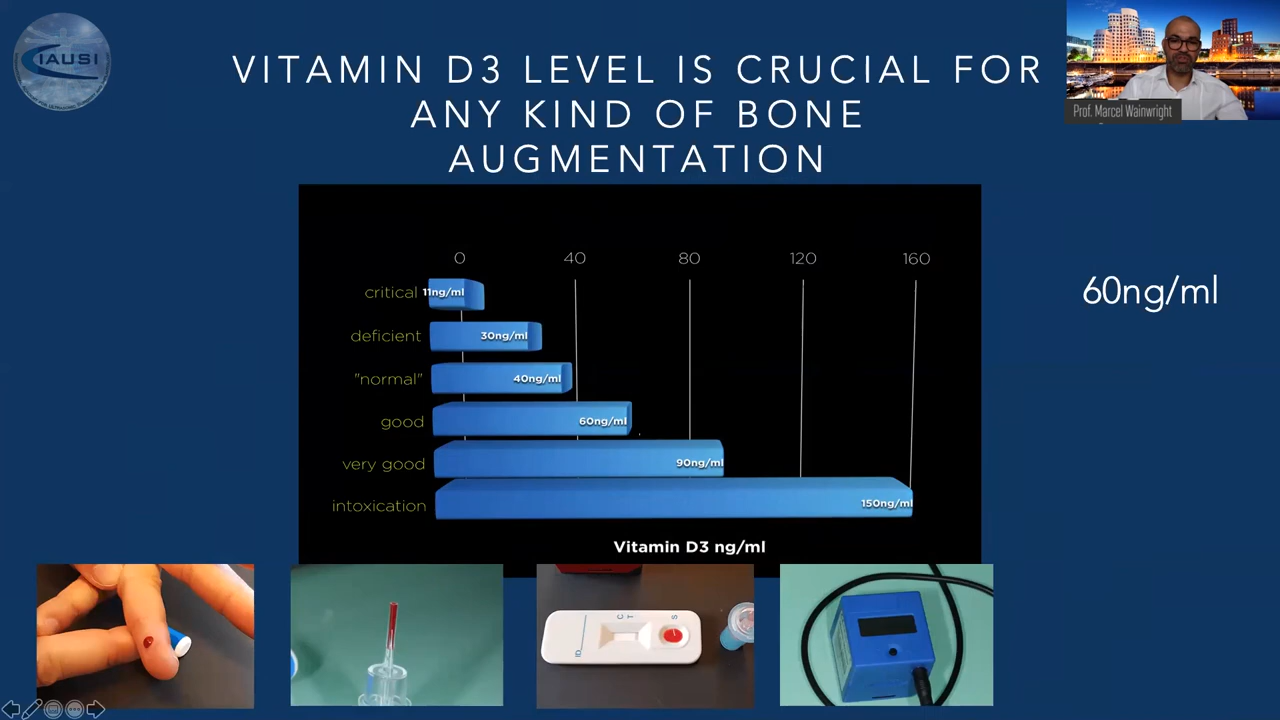 IAUSI
VITAMIN D3 LEVEL IS CRUCIAL FOR
ANY KIND OF BONE
AUGMENTATION
Prof. Marcel Wainwright
0 40 80 120 160
critical 11ng/ml
deficient 30ng/ml
"normal" 40ng/ml
good 60ng/ml
very good 90ng/ml
intoxication 150ng/ml
Vitamin D3 ng/ml
60ng/ml
ID
C
T
S